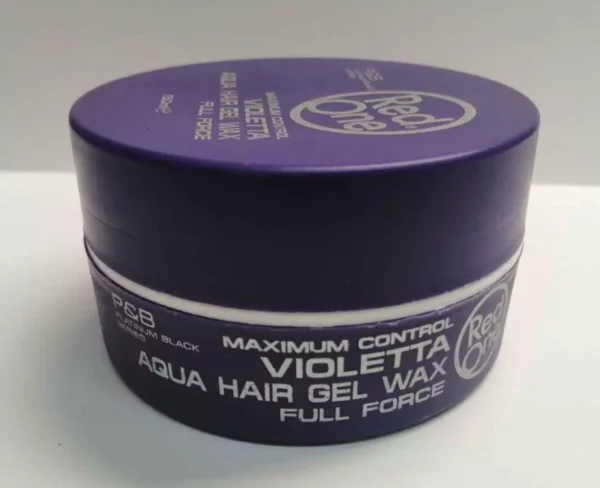 Red
One
MAXIMUM CONTROL
VIOLETTA
AQUA HAIR GEL WAX
FULL FORCE
150ml e
P&B
PLATINUM BLACK
SERIES
MAXIMUM CONTROL
VIOLETTA
AQUA HAIR GEL WAX
FULL FORCE
Red
One